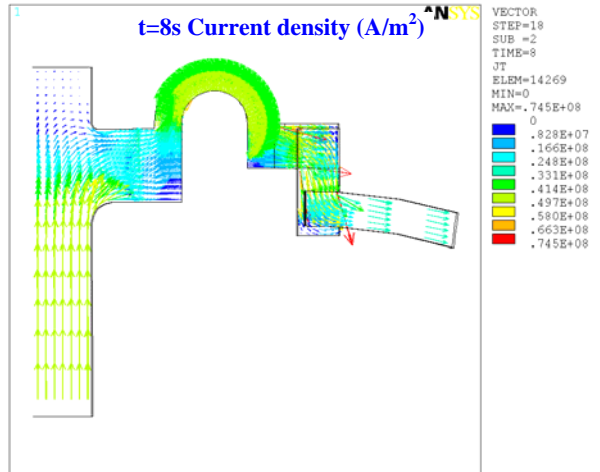 1
t=8s Current density (A/m²)
ANSYS
VECTOR
STEP=18
SUB =2
TIME=8
JT
ELEM=14269
MIN=0
MAX=.745E+08
0
.828E+07
.166E+08
.248E+08
.331E+08
.414E+08
.497E+08
.580E+08
.663E+08
.745E+08